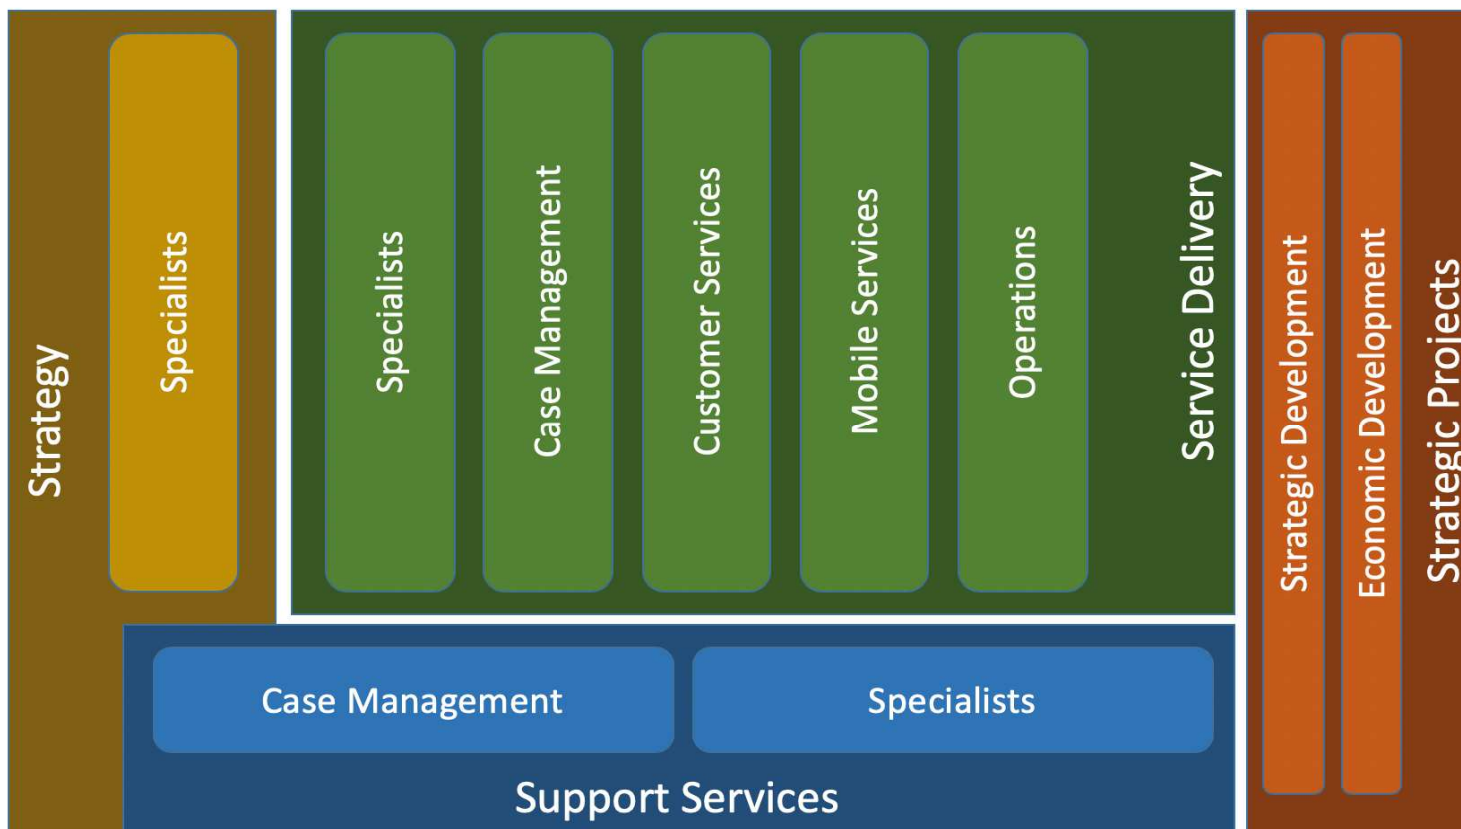 Strategy
Specialists
Specialists
Case Management
Customer Services
Mobile Services
Operations
Service Delivery
Strategic Development
Economic Development
Strategic Projects
Case Management
Specialists
Support Services